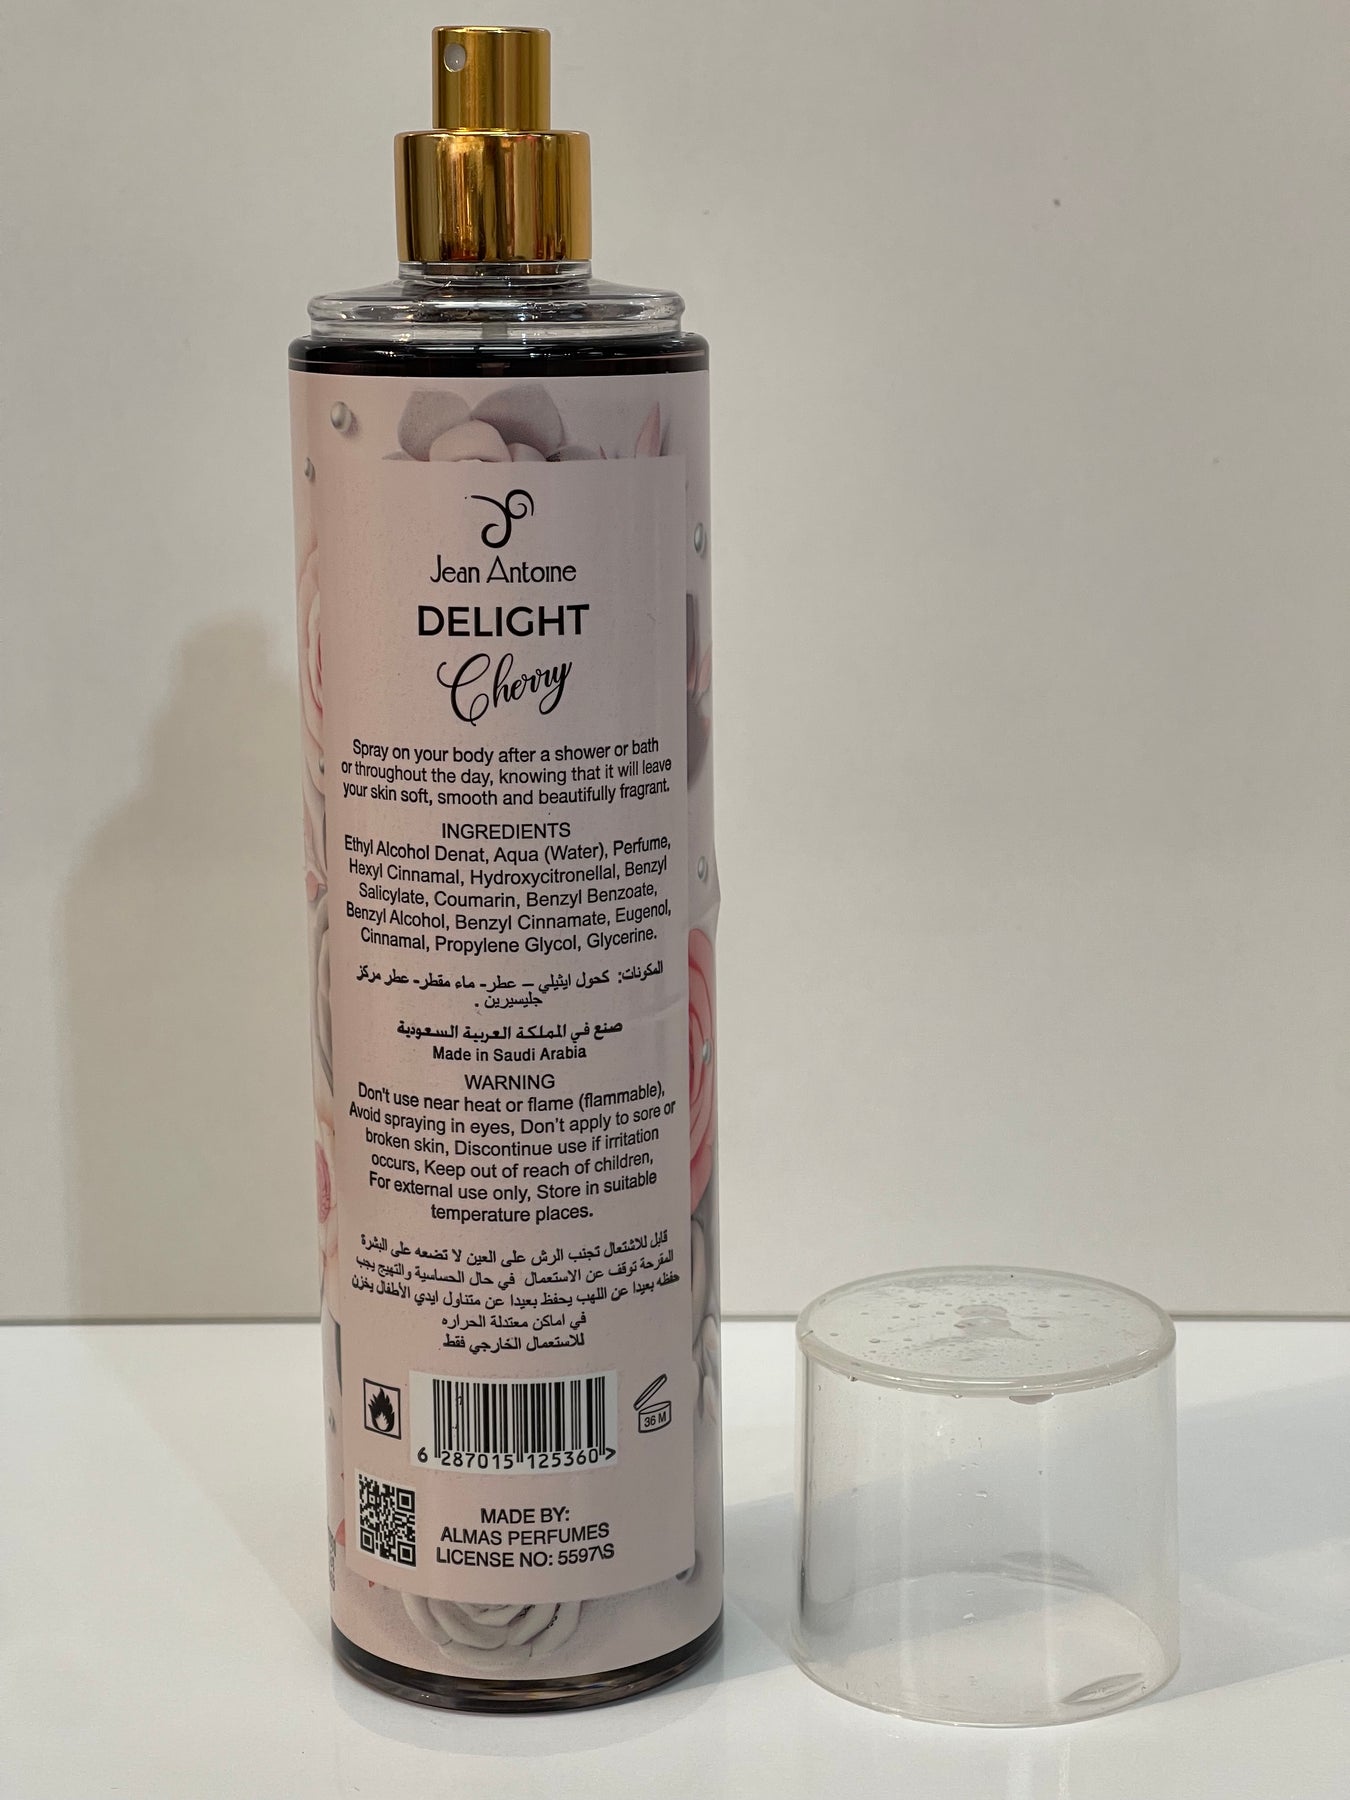 Jean Antoine
DELIGHT
Cherry
Spray on your body after a shower or bath
or throughout the day, knowing that it will leave
your skin soft, smooth and beautifully fragrant.
INGREDIENTS
Ethyl Alcohol Denat, Aqua (Water), Perfume,
Hexyl Cinnamal, Hydroxycitronellal, Benzyl
Salicylate, Coumarin, Benzyl Benzoate,
Benzyl Alcohol, Benzyl Cinnamate, Eugenol,
Cinnamal, Propylene Glycol, Glycerine.
المكونات: كحول ايثيلي – عطر- ماء مقطر- عطر مركز
جليسيرين .
صنع في المملكة العربية السعودية
Made in Saudi Arabia
WARNING
Don't use near heat or flame (flammable),
Avoid spraying in eyes, Don't apply to sore or
broken skin, Discontinue use if irritation
occurs, Keep out of reach of children,
For external use only, Store in suitable
temperature places.
قابل للاشتعال تجنب الرش على العين لا تضعه على البشرة
المقرحة توقف عن الاستعمال في حال الحساسية والتهيج يجب
حفظه بعيدا عن اللهب يحفظ بعيدا عن متناول ايدي الأطفال يخزن
في اماكن معتدلة الحراره
للاستعمال الخارجي فقط
36 M
6 287015 125360 >
MADE BY:
ALMAS PERFUMES
LICENSE NO: 5597\S